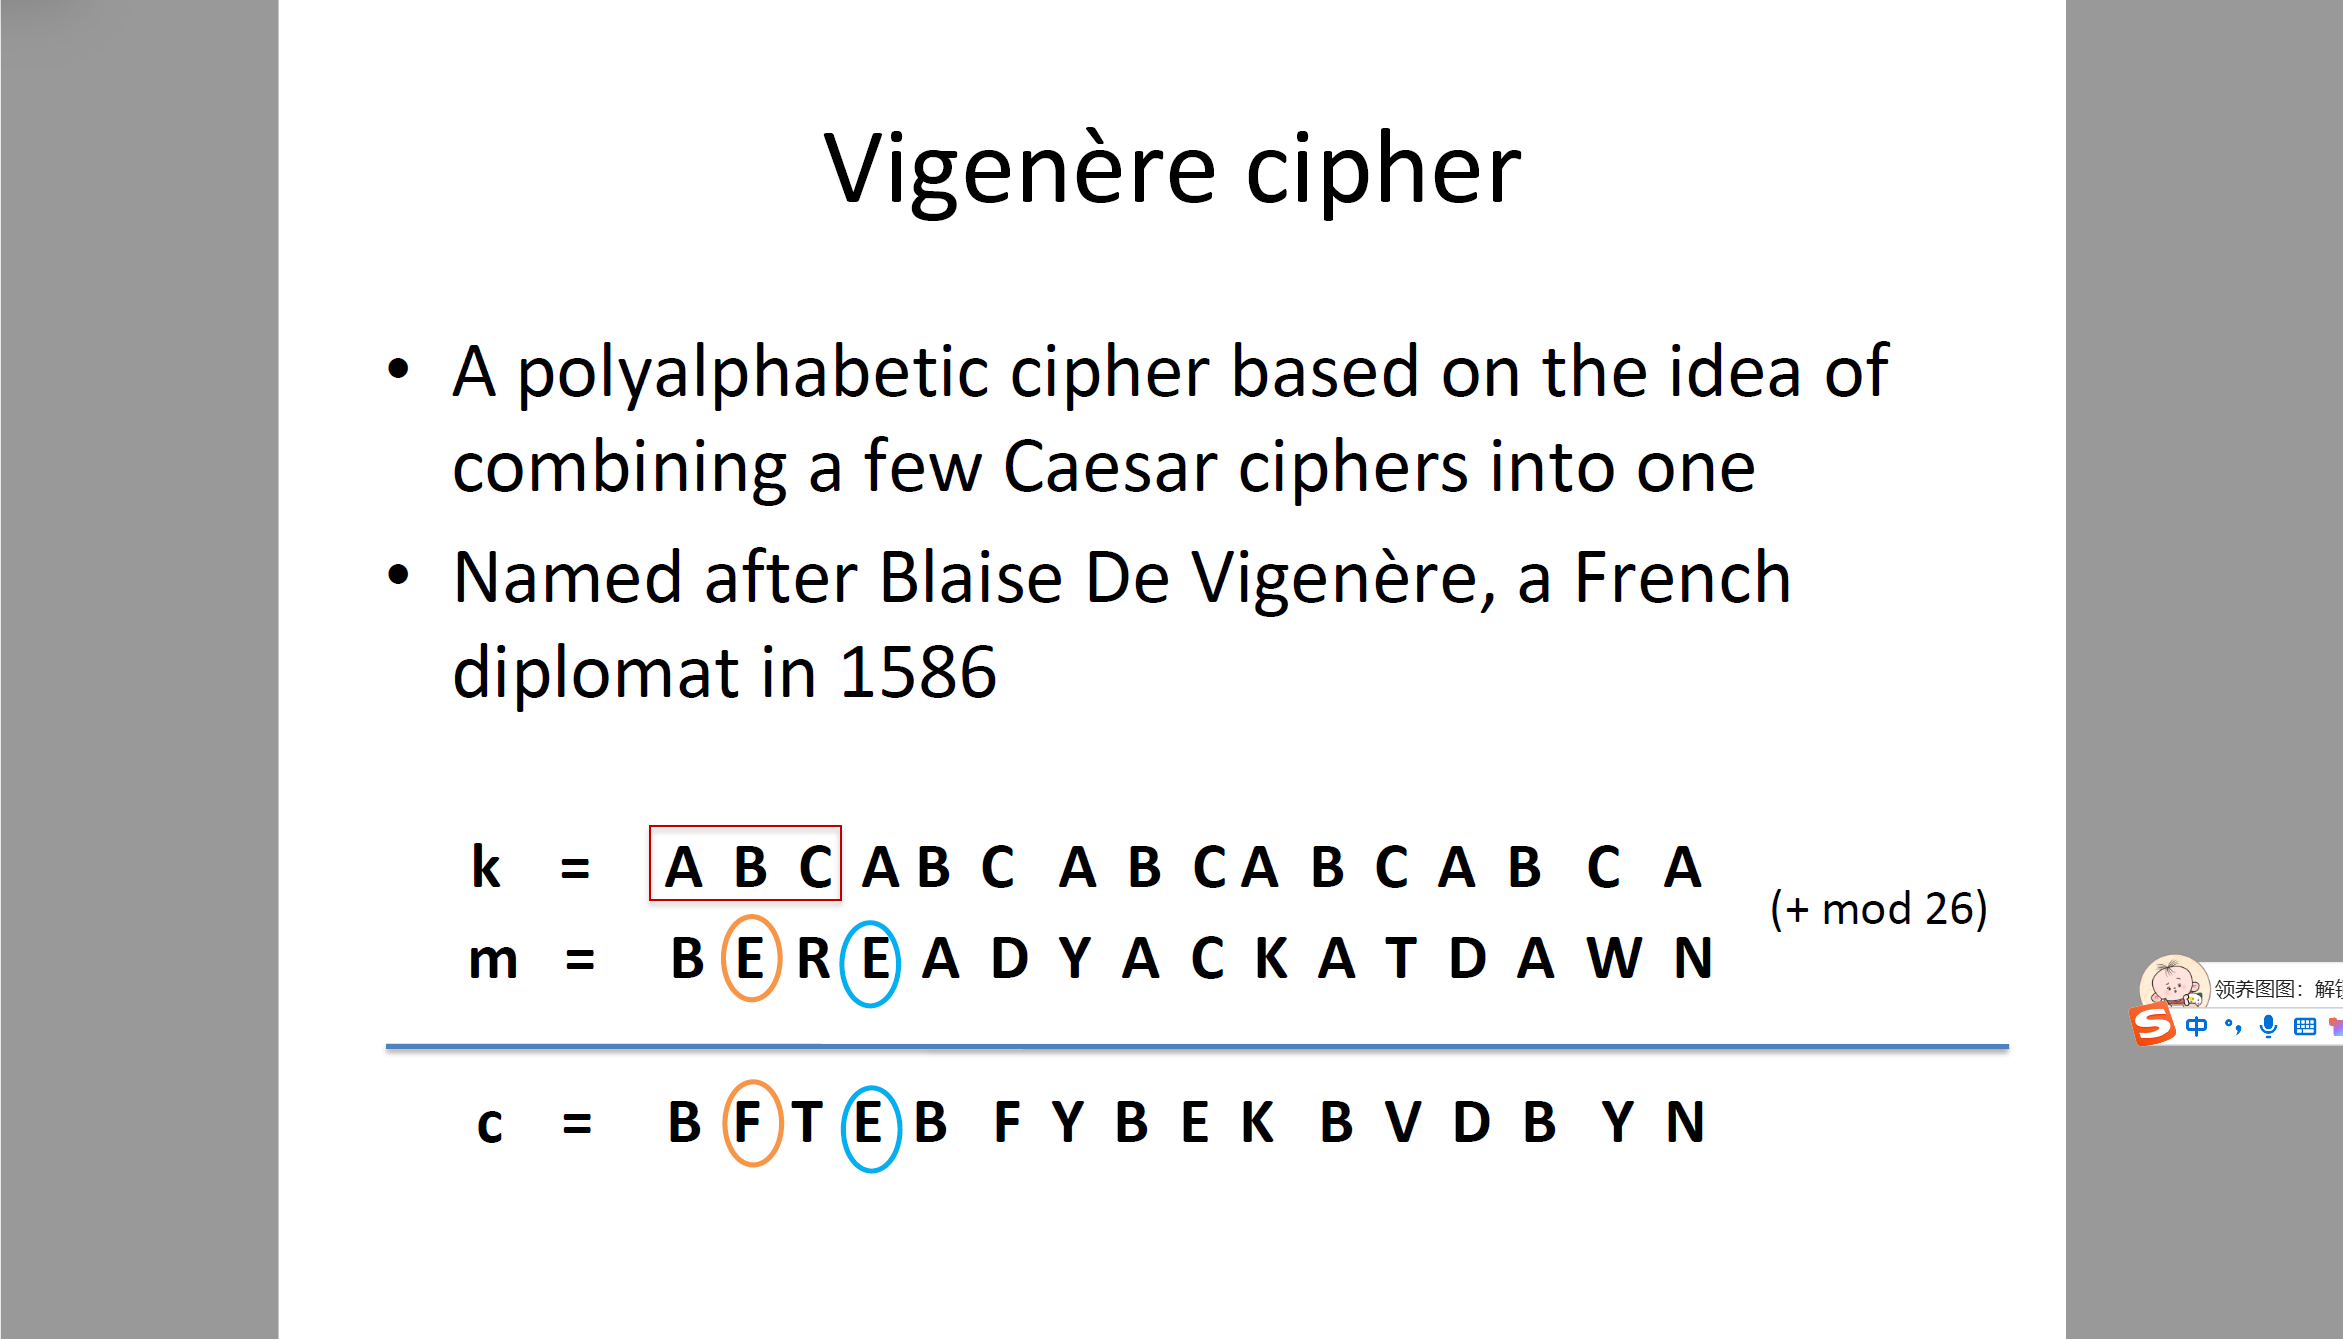 Vigenère cipher
• A polyalphabetic cipher based on the idea of
combining a few Caesar ciphers into one
• Named after Blaise De Vigenère, a French
diplomat in 1586
k = A B C A B C A B C A B C A B C A
(+ mod 26)
m = B E R E A D Y A C K A T D A W N
领养图图：解
中
c = B F T E B F Y B E K B V D B Y N